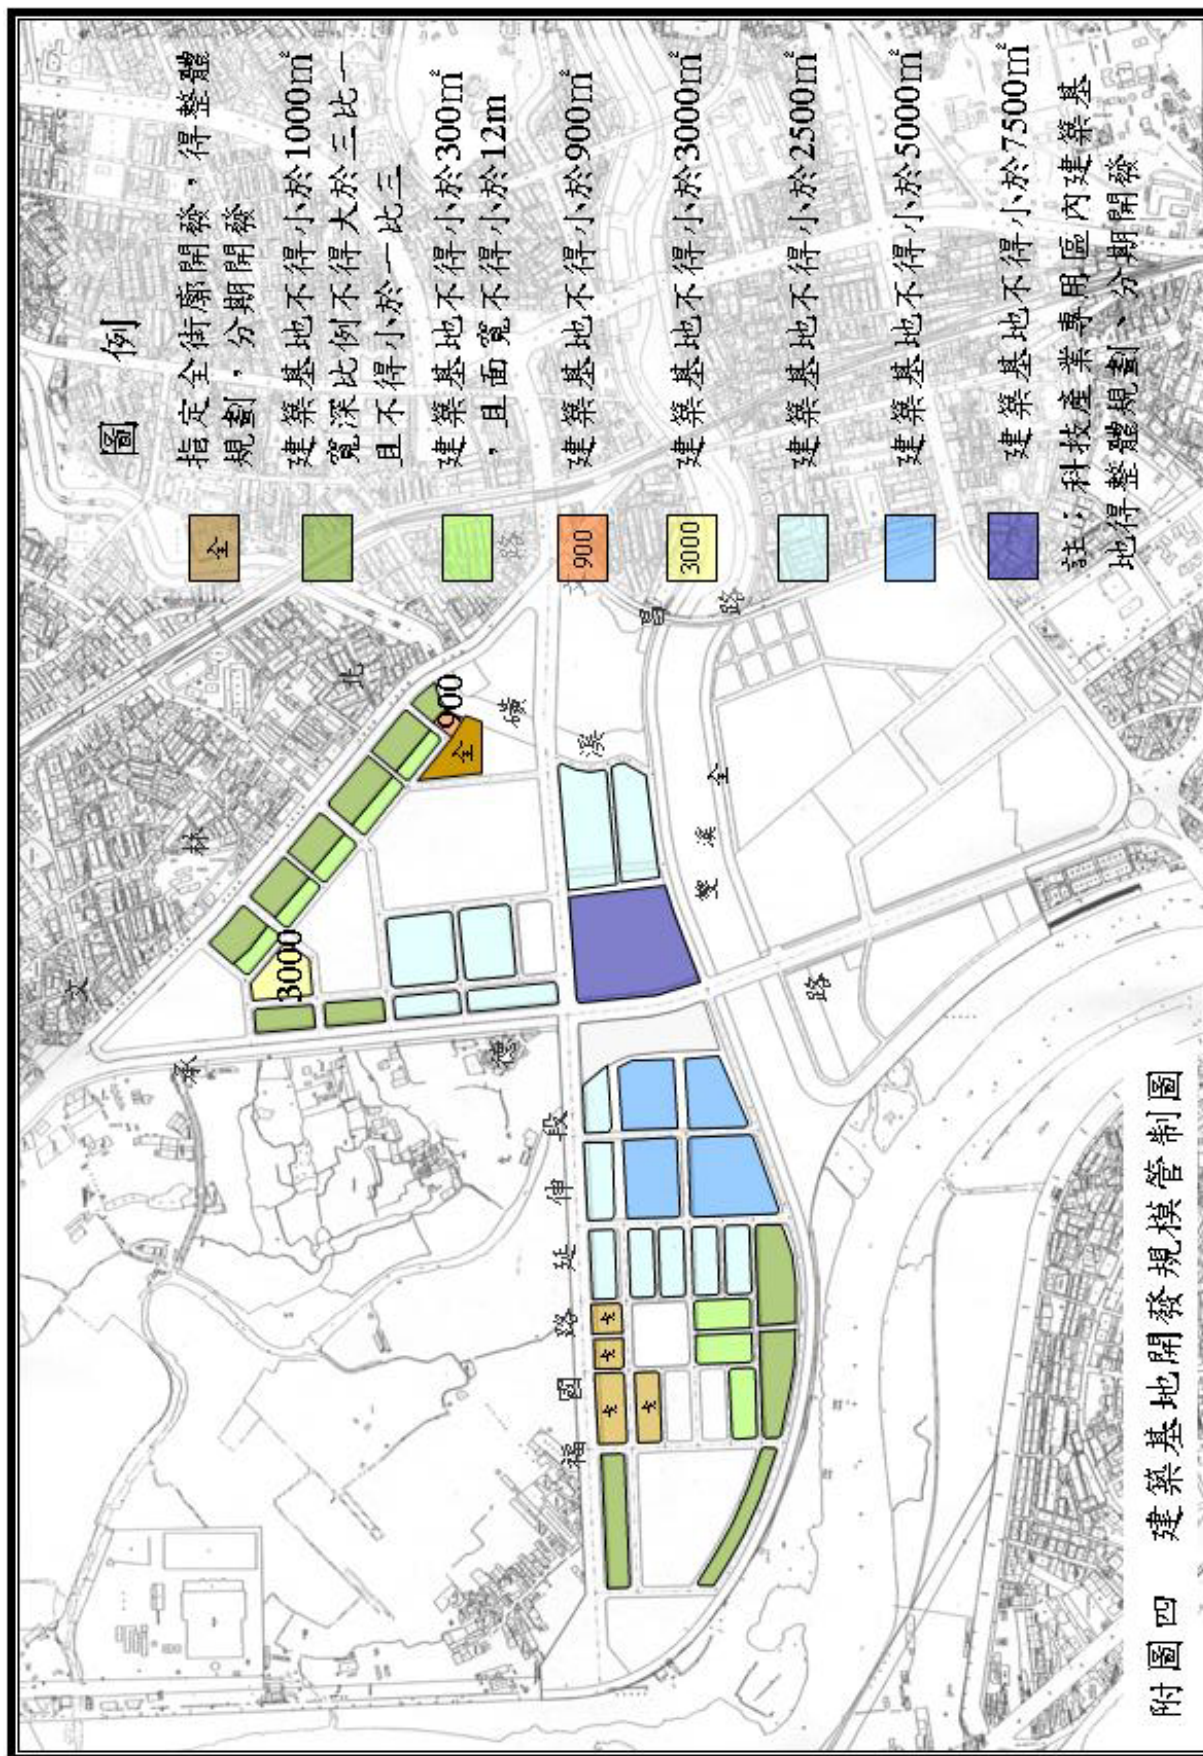 圖 例
全
指定全街廓開發，得整體
規劃，分期開發
建築基地不得小於1000㎡
寬深比例不得大於三比一
且不得小於一比三
建築基地不得小於300㎡
，且面寬不得小於12m
900
建築基地不得小於900㎡
3000
建築基地不得小於3000㎡
建築基地不得小於2500㎡
建築基地不得小於5000㎡
建築基地不得小於7500㎡
註：科技產業專用區內建築基
地得整體規劃、分期開發
文林北路
承德路
文昌路
磺溪
雙溪
全
3000
900
全
全
全
全
全
福國路延伸段
附圖四 建築基地開發規模管制圖